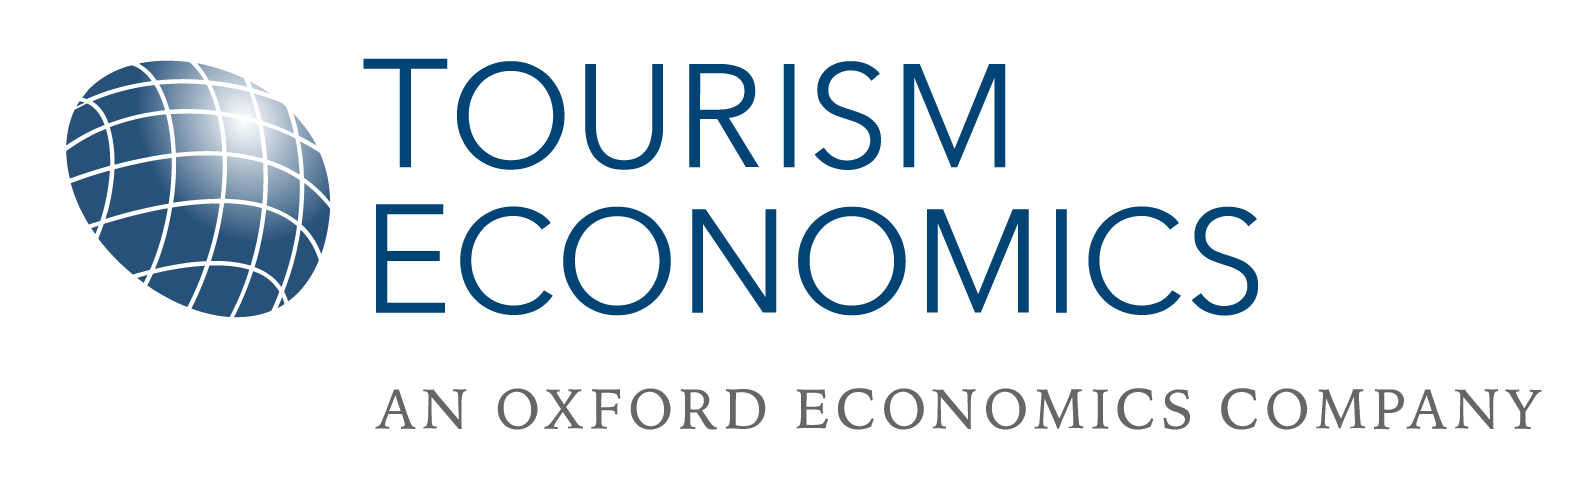 TOURISM
ECONOMICS
AN OXFORD ECONOMICS COMPANY